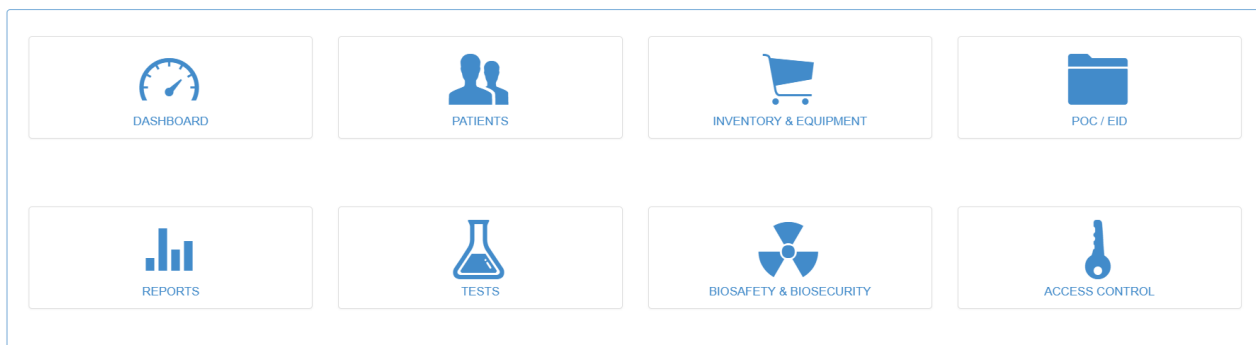 DASHBOARD
PATIENTS
INVENTORY & EQUIPMENT
POC / EID
REPORTS
TESTS
BIOSAFETY & BIOSECURITY
ACCESS CONTROL